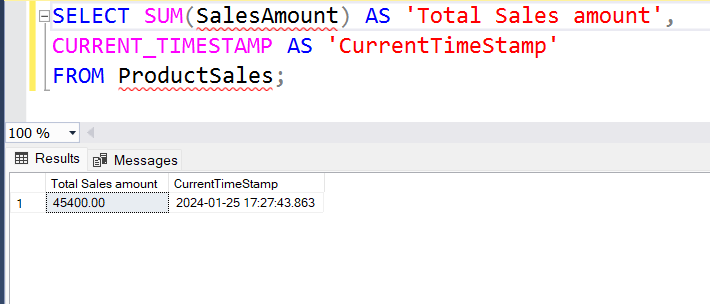 SELECT SUM(SalesAmount) AS 'Total Sales amount',
CURRENT_TIMESTAMP AS 'CurrentTimeStamp'
FROM ProductSales;
100 %
Results Messages
Total Sales amount CurrentTimeStamp
1 45400.00 2024-01-25 17:27:43.863